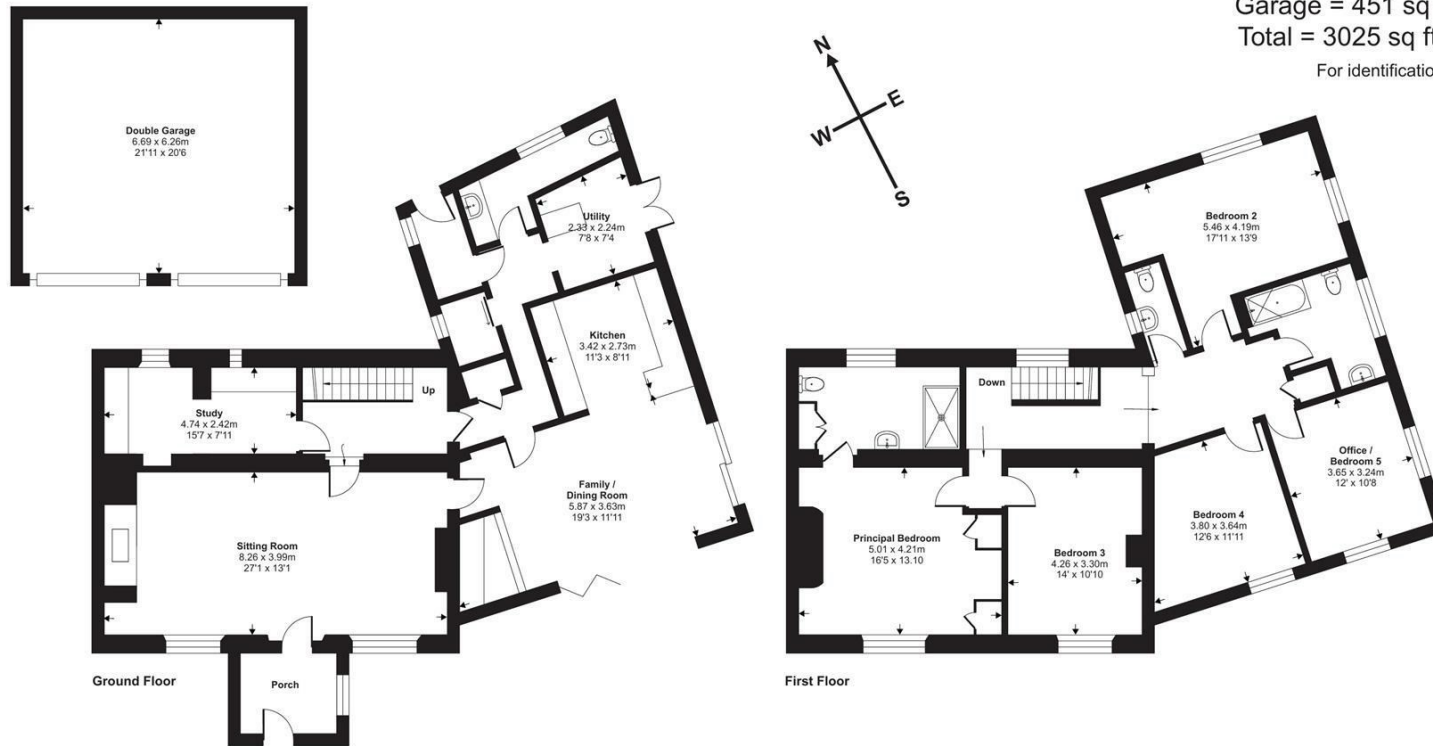 Garage = 451 sq
Total = 3025 sq ft
For identificatio
Double Garage
6.69 x 6.26m
21'11 x 20'6
N
E
W
S
Utility
2.33 x 2.24m
7'8 x 7'4
Kitchen
3.42 x 2.73m
11'3 x 8'11
Up
Study
4.74 x 2.42m
15'7 x 7'11
Family /
Dining Room
5.87 x 3.63m
19'3 x 11'11
Sitting Room
8.26 x 3.99m
27'1 x 13'1
Ground Floor
Porch
Bedroom 2
5.46 x 4.19m
17'11 x 13'9
Down
Office /
Bedroom 5
3.65 x 3.24m
12' x 10'8
Bedroom 4
3.80 x 3.64m
12'6 x 11'11
Principal Bedroom
5.01 x 4.21m
16'5 x 13.10
Bedroom 3
4.26 x 3.30m
14' x 10'10
First Floor